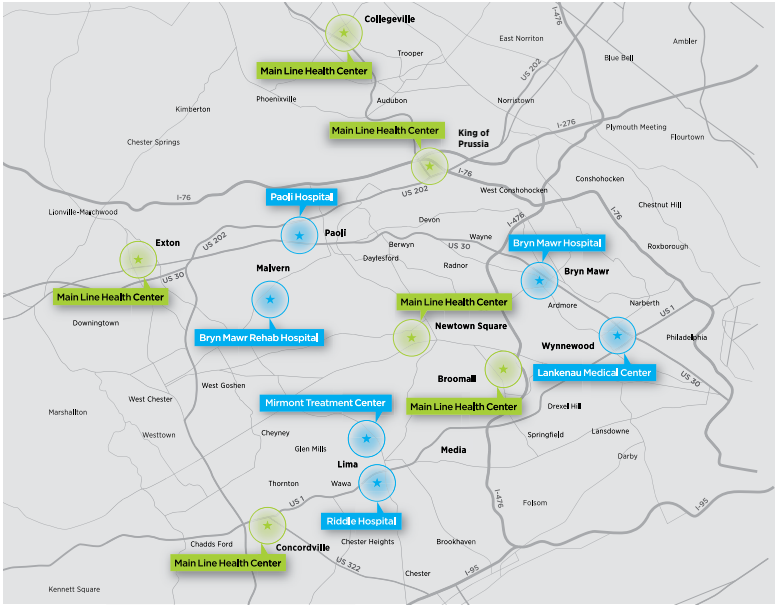 Collegeville
I-476
East Norriton
Ambler
Trooper
US 202
Blue Bell
Main Line Health Center
Phoenixville
Audubon
Norristown
Kimberton
I-276
Main Line Health Center
Plymouth Meeting
King of
Prussia
Flourtown
Chester Springs
I-76
Conshohocken
I-76
US 202
West Conshohocken
Paoli Hospital
Chestnut Hill
Lionville-Marchwood
I-476
I-76
Devon
Paoli
Wayne
US 202
Exton
Berwyn
US 30
Bryn Mawr Hospital
Roxborough
Daylesford
Radnor
Malvern
Bryn Mawr
US 30
Main Line Health Center
Main Line Health Center
Ardmore
Narberth
US 1
Downingtown
Newtown Square
Bryn Mawr Rehab Hospital
Wynnewood
Philadelphia
Lankenau Medical Center
US 30
Broomall
West Goshen
West Chester
Mirmont Treatment Center
Main Line Health Center
Drexel Hill
Marshallton
Westtown
Cheyney
Springfield
Lansdowne
Glen Mills
Media
Darby
Lima
Thornton
Wawa
US 1
I-476
Folsom
I-95
Riddle Hospital
Chadds Ford
Concordville
Chester Heights
Brookhaven
Main Line Health Center
US 322
I-95
Chester
Kennett Square